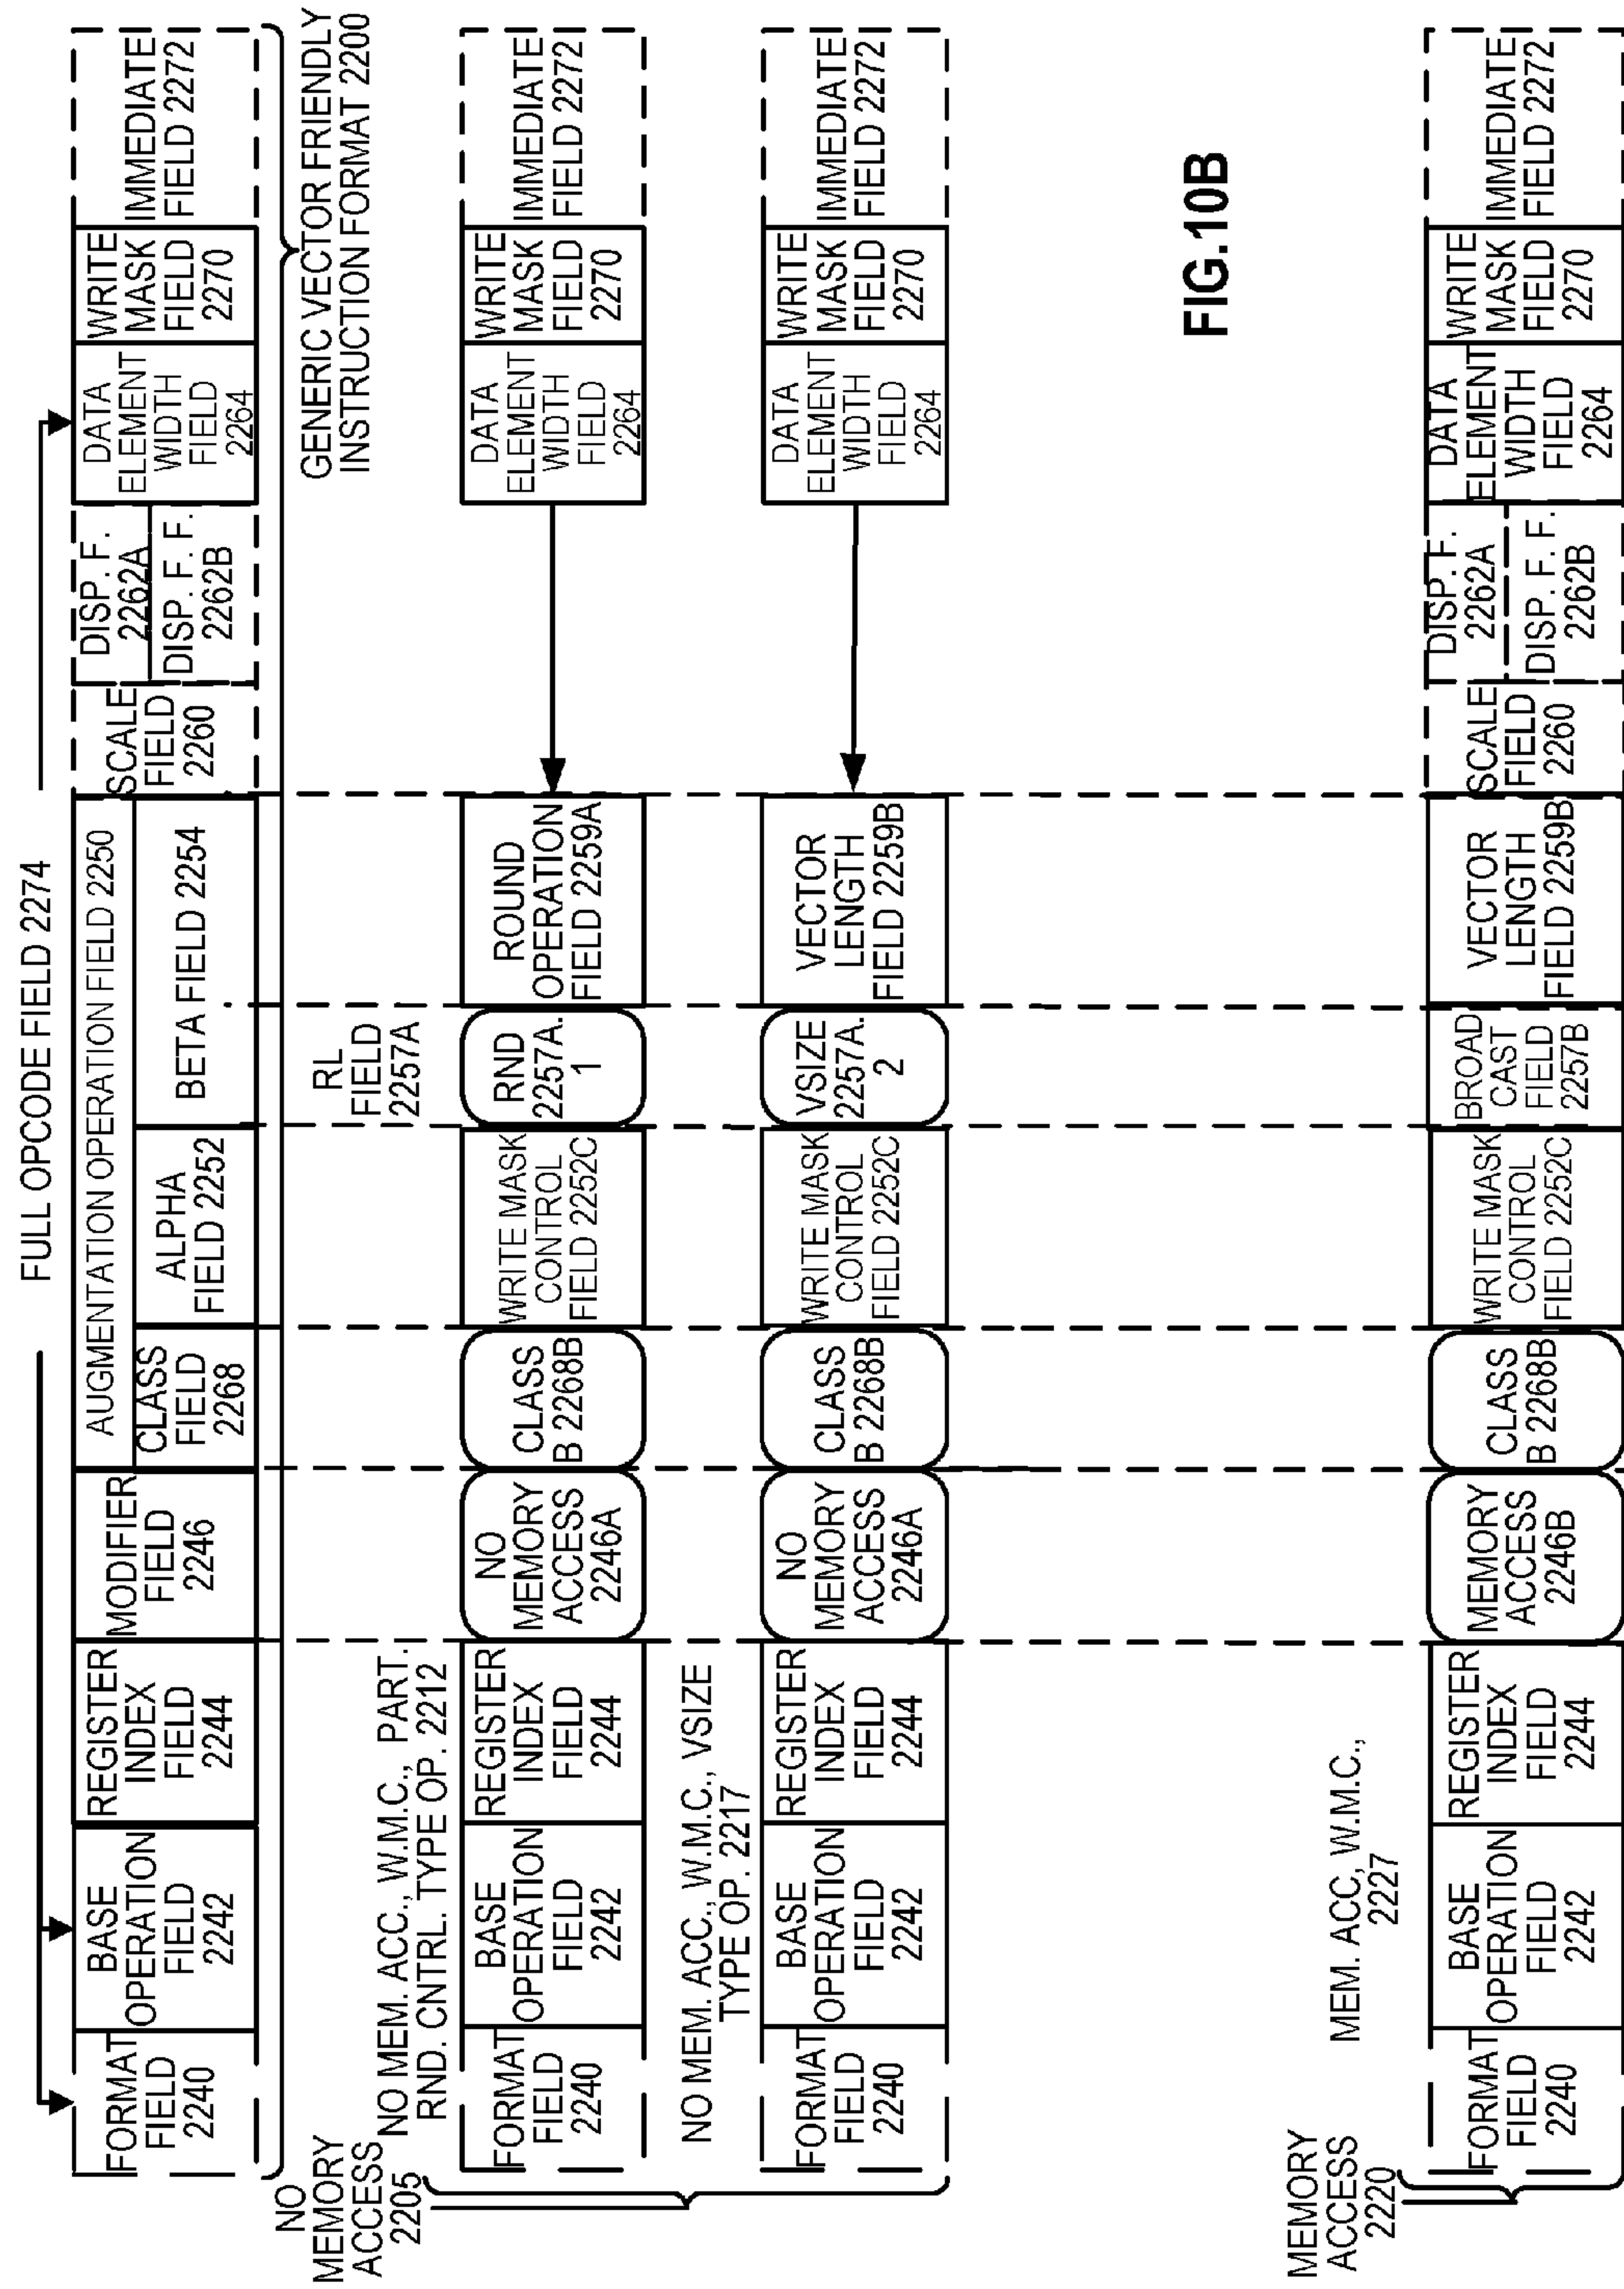 FULL OPCODE FIELD 2274
FORMAT
FIELD
2240
BASE
OPERATION
FIELD
2242
REGISTER
INDEX
FIELD
2244
MODIFIER
FIELD
2246
AUGMENTATION OPERATION FIELD 2250
CLASS
FIELD
2268
ALPHA
FIELD 2252
BETA FIELD 2254
SCALE
FIELD
2260
DISP. F.
2262A
DISP. F. F.
2262B
DATA
ELEMENT
WIDTH
FIELD
2264
WRITE
MASK
FIELD
2270
IMMEDIATE
FIELD 2272
GENERIC VECTOR FRIENDLY
INSTRUCTION FORMAT 2200
NO
MEMORY
ACCESS
2205
NO MEM. ACC., W.M.C., PART.
RND. CNTRL. TYPE OP. 2212
RL
FIELD
2257A
FORMAT
FIELD
2240
BASE
OPERATION
FIELD
2242
REGISTER
INDEX
FIELD
2244
NO
MEMORY
ACCESS
2246A
CLASS
B 2268B
WRITE MASK
CONTROL
FIELD 2252C
RND
2257A.
1
ROUND
OPERATION
FIELD 2259A
DATA
ELEMENT
WIDTH
FIELD
2264
WRITE
MASK
FIELD
2270
IMMEDIATE
FIELD 2272
NO MEM. ACC., W.M.C., VSIZE
TYPE OP. 2217
FORMAT
FIELD
2240
BASE
OPERATION
FIELD
2242
REGISTER
INDEX
FIELD
2244
NO
MEMORY
ACCESS
2246A
CLASS
B 2268B
WRITE MASK
CONTROL
FIELD 2252C
VSIZE
2257A.
2
VECTOR
LENGTH
FIELD 2259B
DATA
ELEMENT
WIDTH
FIELD
2264
WRITE
MASK
FIELD
2270
IMMEDIATE
FIELD 2272
FIG.10B
MEMORY
ACCESS
2220
MEM. ACC, W.M.C.,
2227
FORMAT
FIELD
2240
BASE
OPERATION
FIELD
2242
REGISTER
INDEX
FIELD
2244
MEMORY
ACCESS
2246B
CLASS
B 2268B
WRITE MASK
CONTROL
FIELD 2252C
BROAD
CAST
FIELD
2257B
VECTOR
LENGTH
FIELD 2259B
SCALE
FIELD
2260
DISP. F.
2262A
DISP. F. F.
2262B
DATA
ELEMENT
WIDTH
FIELD
2264
WRITE
MASK
FIELD
2270
IMMEDIATE
FIELD 2272